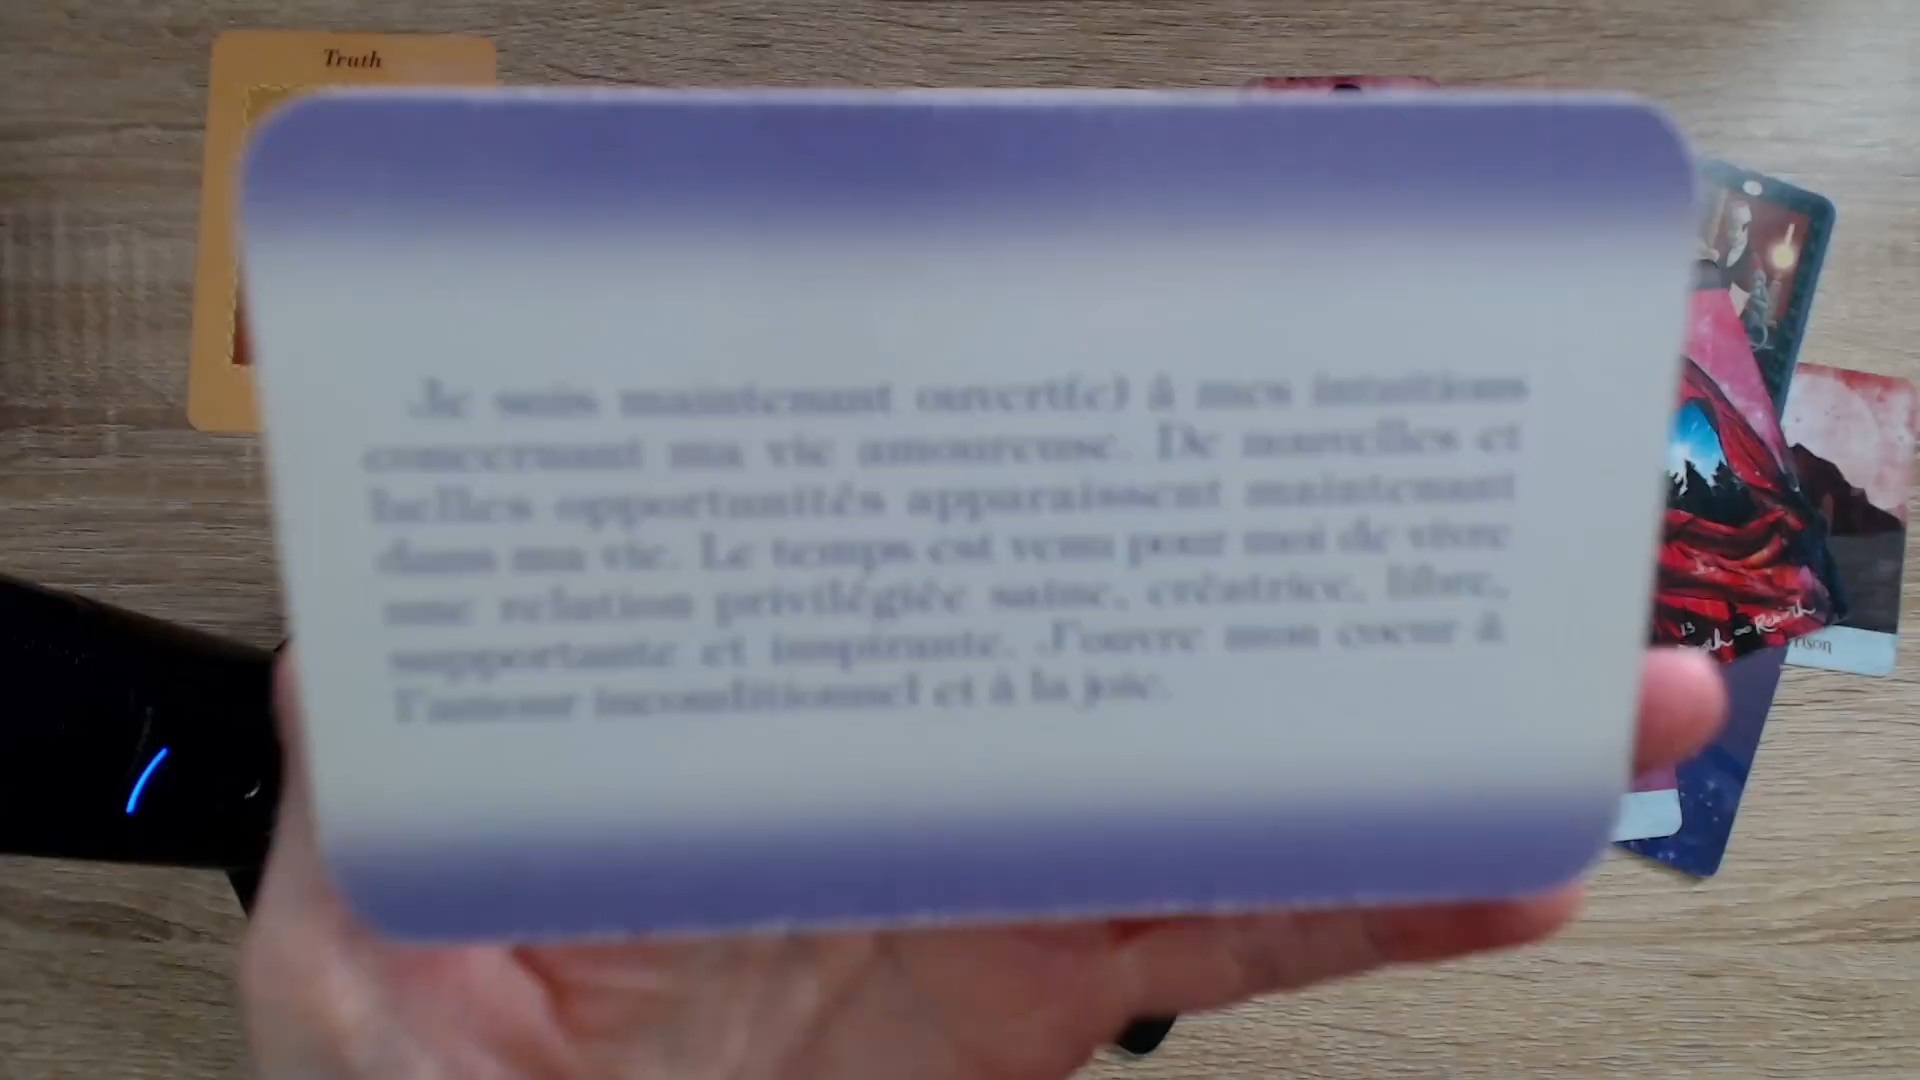 Truth
Je suis maintenant ouvert(e) à mes intuitions
concernant ma vie amoureuse. De nouvelles et
belles opportunités apparaissent maintenant
dans ma vie. Le temps est venu pour moi de vivre
une relation privilégiée saine, créatrice, libre,
supportante et inspirante. J'ouvre mon coeur à
l'amour inconditionnel et à la joie.
13
Rebirth